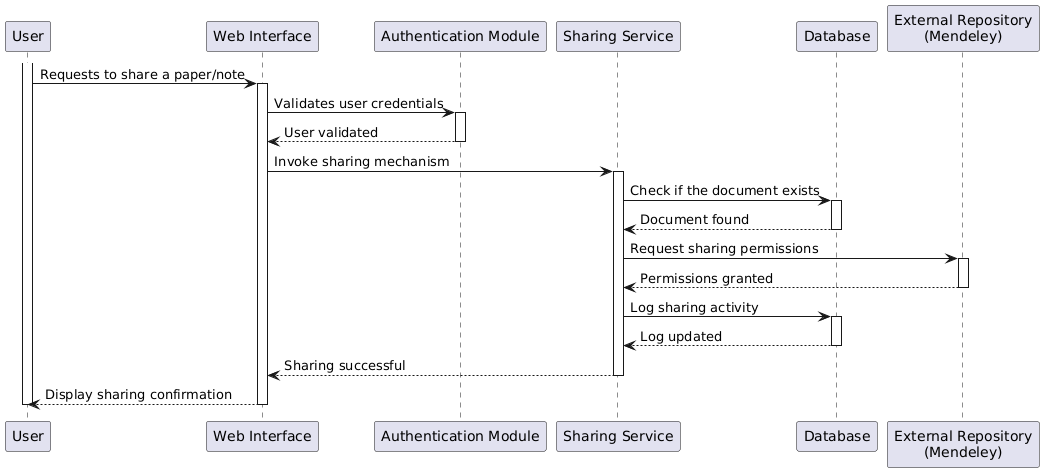 User
Web Interface
Authentication Module
Sharing Service
Database
External Repository
(Mendeley)
Requests to share a paper/note
Validates user credentials
User validated
Invoke sharing mechanism
Check if the document exists
Document found
Request sharing permissions
Permissions granted
Log sharing activity
Log updated
Sharing successful
Display sharing confirmation
User
Web Interface
Authentication Module
Sharing Service
Database
External Repository
(Mendeley)